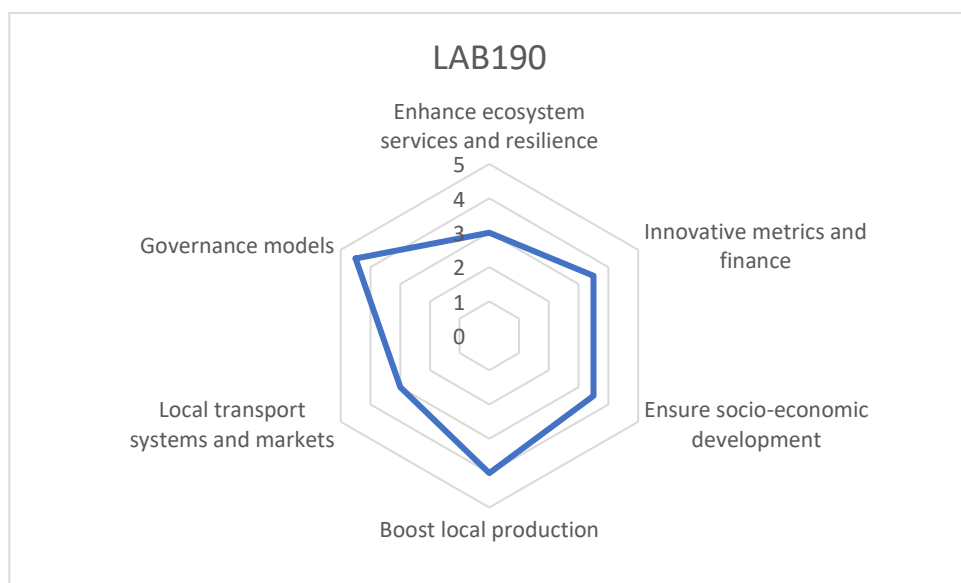 LAB190
Enhance ecosystem
services and resilience
5
4
3
2
1
0
Innovative metrics and
finance
Ensure socio-economic
development
Boost local production
Local transport
systems and markets
Governance models